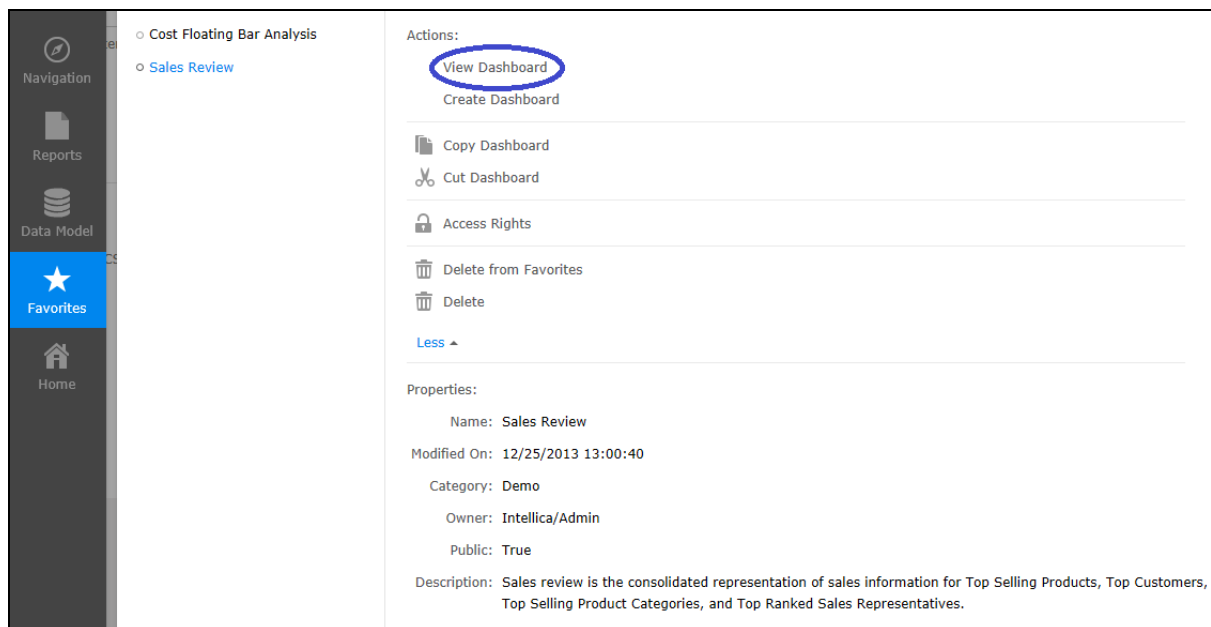 Navigation
Reports
Data Model
Favorites
Home
Cost Floating Bar Analysis
Sales Review
Actions:
View Dashboard
Create Dashboard
Copy Dashboard
Cut Dashboard
Access Rights
Delete from Favorites
Delete
Less
Properties:
Name: Sales Review
Modified On: 12/25/2013 13:00:40
Category: Demo
Owner: Intellica/Admin
Public: True
Description: Sales review is the consolidated representation of sales information for Top Selling Products, Top Customers,
Top Selling Product Categories, and Top Ranked Sales Representatives.